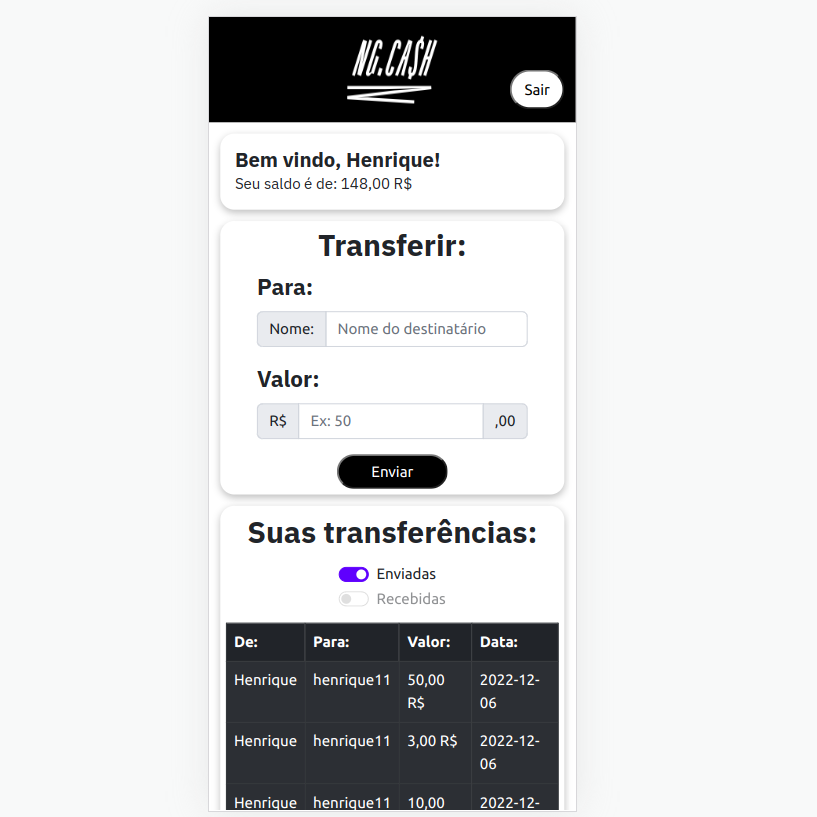 NG.CA$H
Sair
Bem vindo, Henrique!
Seu saldo é de: 148,00 R$
Transferir:
Para:
Nome: Nome do destinatário
Valor:
R$ Ex: 50 ,00
Enviar
Suas transferências:
Enviadas
Recebidas
De: Para: Valor: Data:
Henrique henrique11 50,00 2022-12-
R$ 06
Henrique henrique11 3,00 R$ 2022-12-
06
Henrique henrique11 10,00 2022-12-